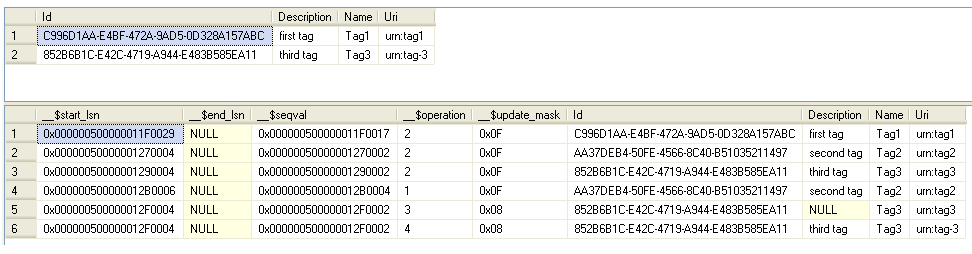 Id Description Name Uri
1 C996D1AA-E4BF-472A-9AD5-0D328A157ABC first tag Tag1 urn:tag1
2 852B6B1C-E42C-4719-A944-E483B585EA11 third tag Tag3 urn:tag-3
__$start_lsn __$end_lsn __$seqval __$operation __$update_mask Id Description Name Uri
1 0x000000500000011F0029 NULL 0x000000500000011F0017 2 0x0F C996D1AA-E4BF-472A-9AD5-0D328A157ABC first tag Tag1 urn:tag1
2 0x00000050000001270004 NULL 0x00000050000001270002 2 0x0F AA37DEB4-50FE-4566-8C40-B51035211497 second tag Tag2 urn:tag2
3 0x00000050000001290004 NULL 0x00000050000001290002 2 0x0F 852B6B1C-E42C-4719-A944-E483B585EA11 third tag Tag3 urn:tag3
4 0x000000500000012B0006 NULL 0x000000500000012B0004 1 0x0F AA37DEB4-50FE-4566-8C40-B51035211497 second tag Tag2 urn:tag2
5 0x000000500000012F0004 NULL 0x000000500000012F0002 3 0x08 852B6B1C-E42C-4719-A944-E483B585EA11 NULL Tag3 urn:tag3
6 0x000000500000012F0004 NULL 0x000000500000012F0002 4 0x08 852B6B1C-E42C-4719-A944-E483B585EA11 third tag Tag3 urn:tag-3